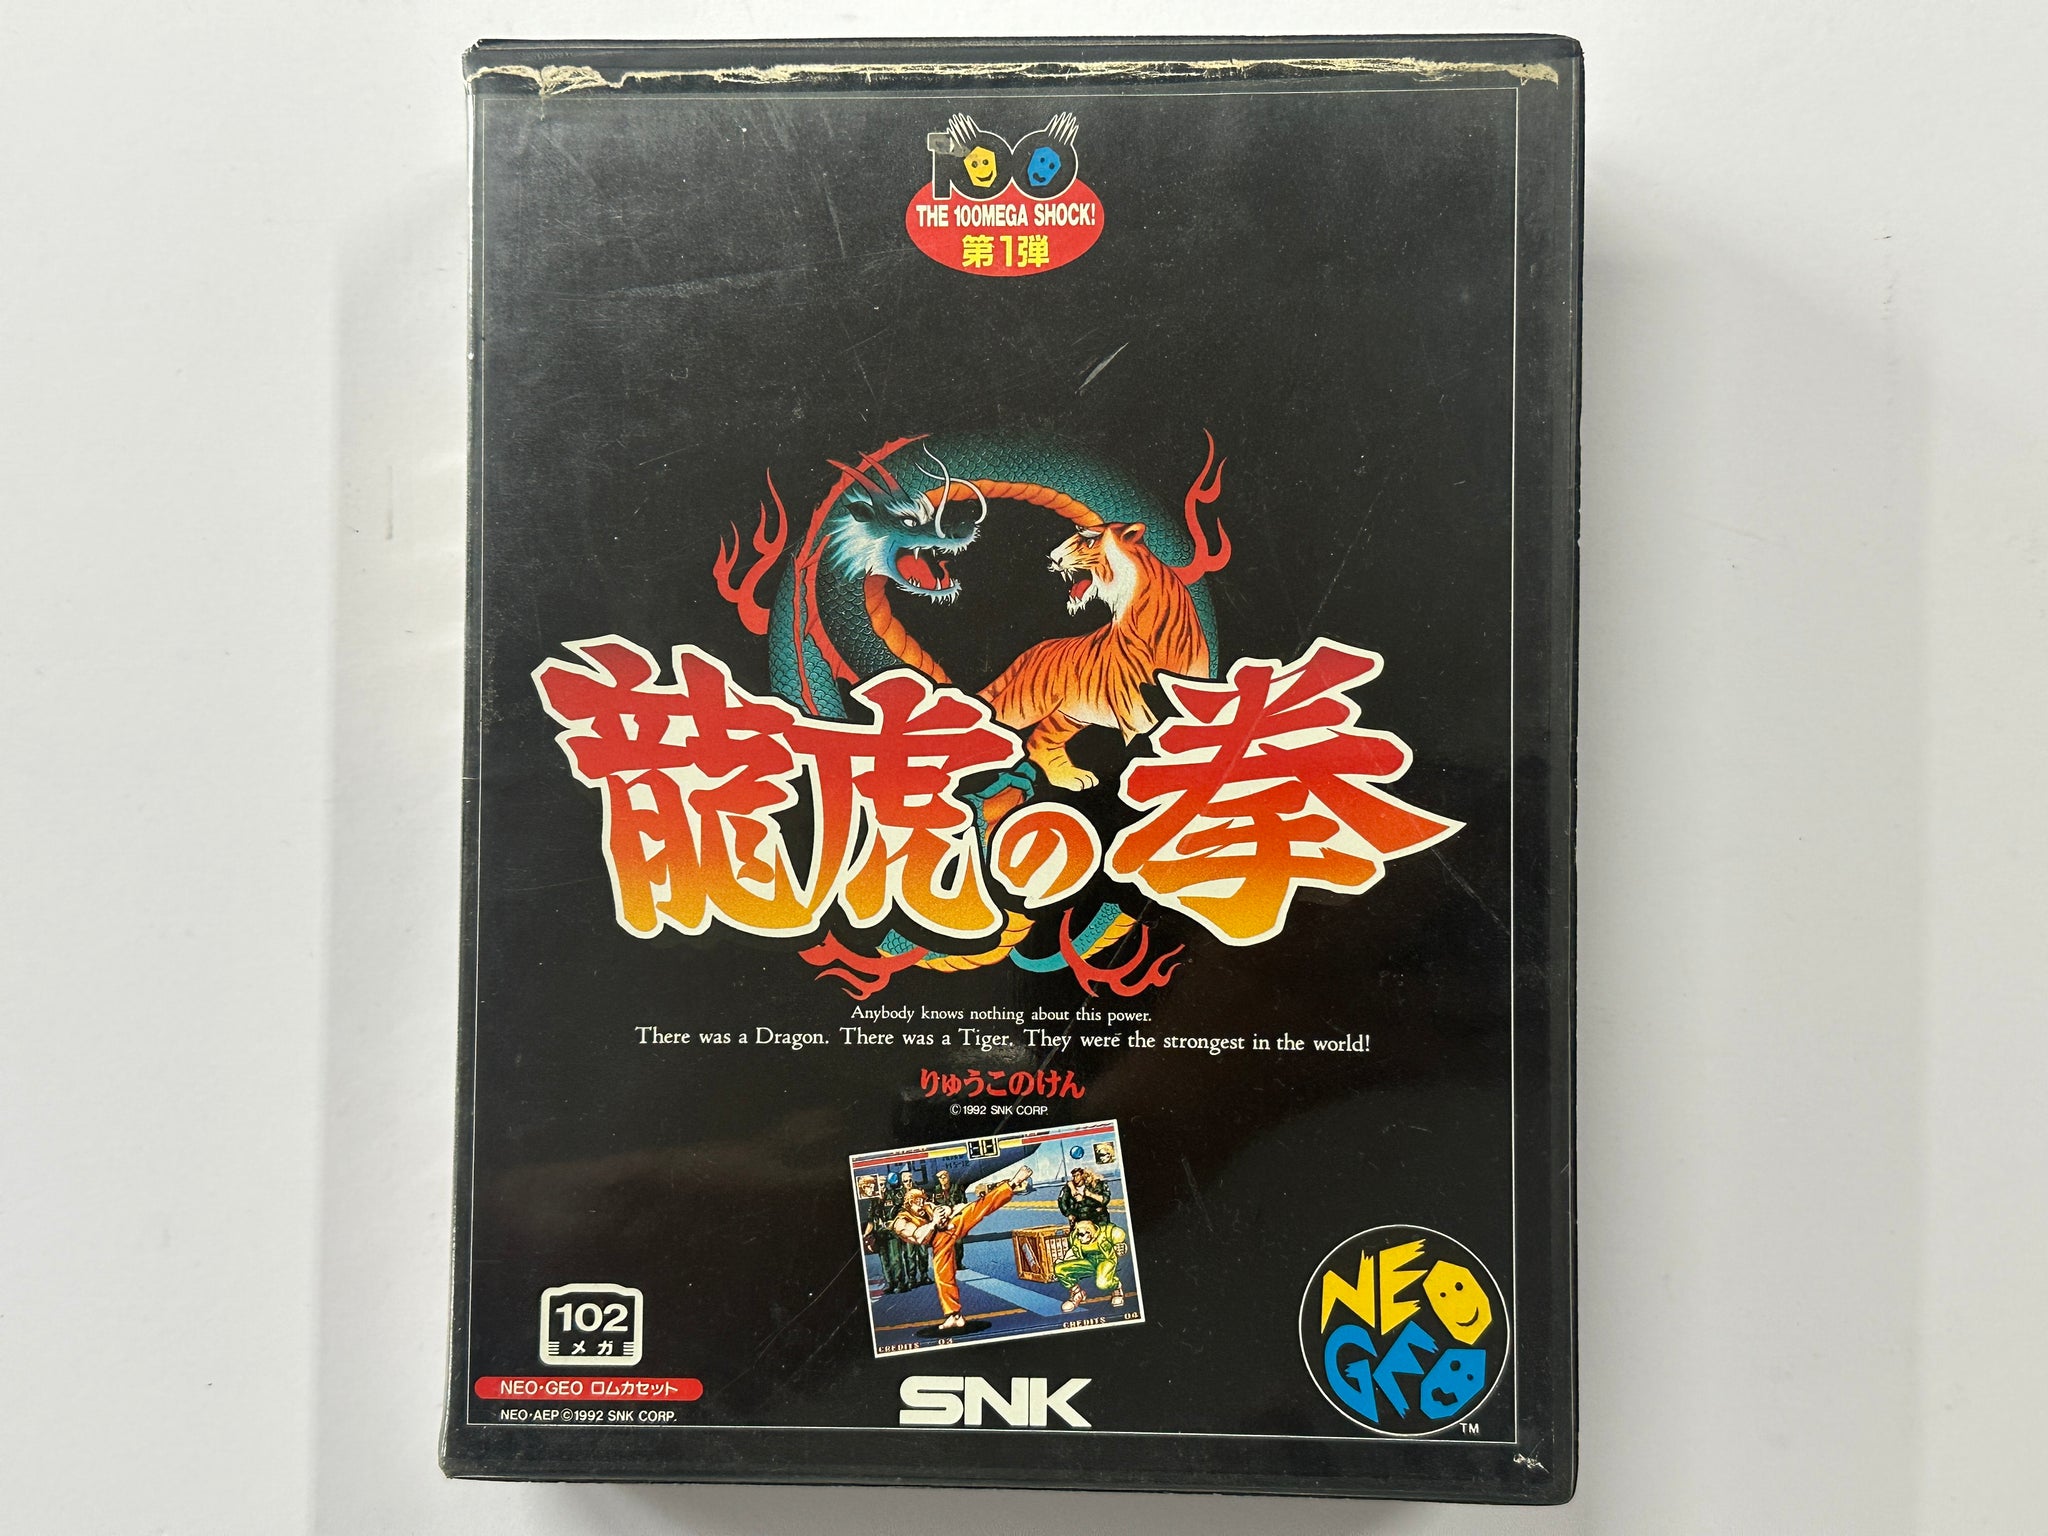 100
THE 100MEGA SHOCK!
第1弾
龍虎の拳
Anybody knows nothing about this power.
There was a Dragon. There was a Tiger. They were the strongest in the world!
りゅうこのけん
©1992 SNK CORP.
CREDITS 03
CREDITS 04
102
メガ
NEO・GEO ロムカセット
NEO・AEP©1992 SNK CORP.
SNK
NEO
GEO
TM